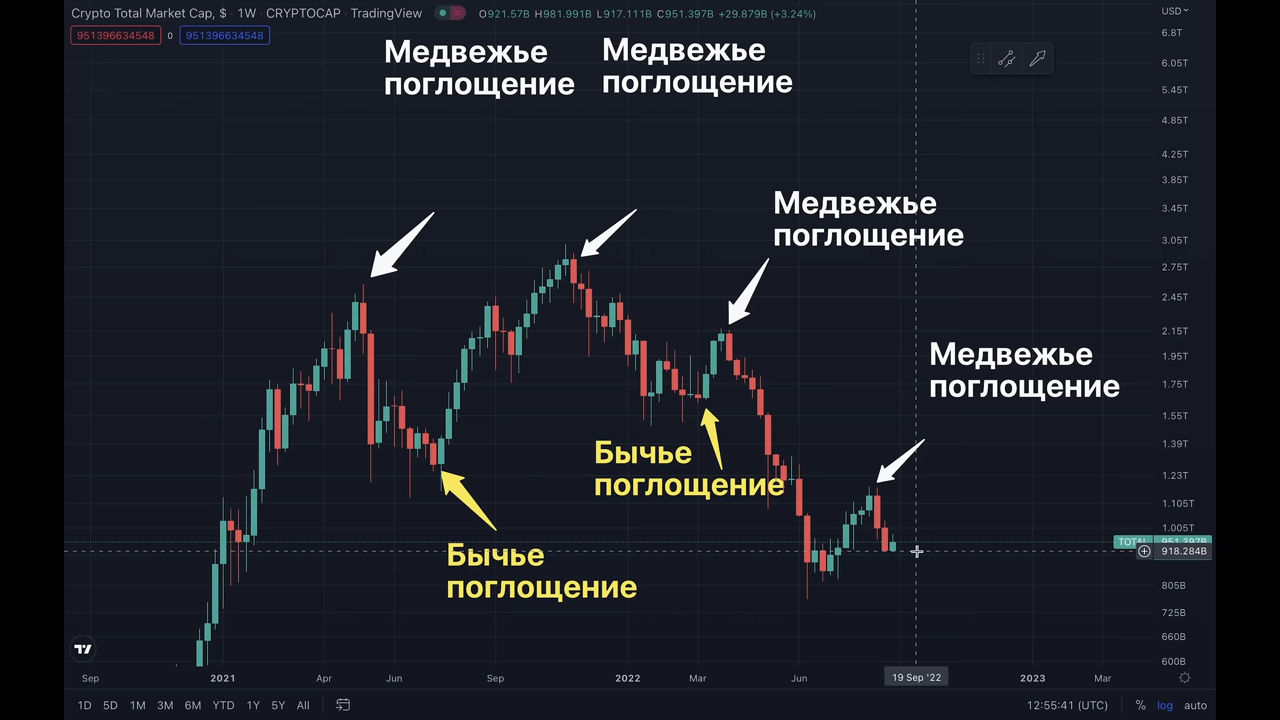 Crypto Total Market Cap, $ · 1W · CRYPTOCAP · TradingView
O921.57B H981.991B L917.111B C951.397B +29.879B (+3.24%)
USD
951396634548 0 951396634548
Медвежье
поглощение
Медвежье
поглощение
Медвежье
поглощение
Медвежье
поглощение
Бычье
поглощение
Бычье
поглощение
6.8T
6.05T
5.45T
4.85T
4.25T
3.85T
3.45T
3.05T
2.75T
2.45T
2.15T
1.95T
1.75T
1.55T
1.39T
1.23T
1.105T
1.005T
TOTAL 951.397B
918.284B
805B
725B
660B
600B
Sep 2021 Apr Jun Sep 2022 Mar Jun 19 Sep '22 2023 Mar
1D 5D 1M 3M 6M YTD 1Y 5Y All
12:55:41 (UTC) % log auto